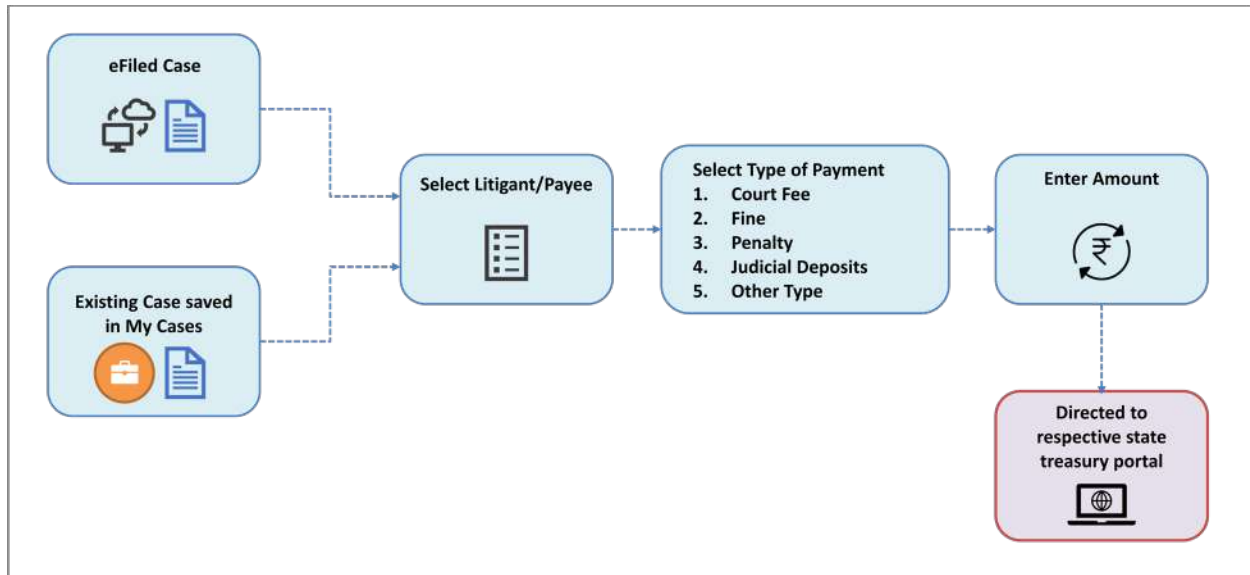 eFiled Case
Existing Case saved
in My Cases
Select Litigant/Payee
Select Type of Payment
1. Court Fee
2. Fine
3. Penalty
4. Judicial Deposits
5. Other Type
Enter Amount
₹
Directed to
respective state
treasury portal